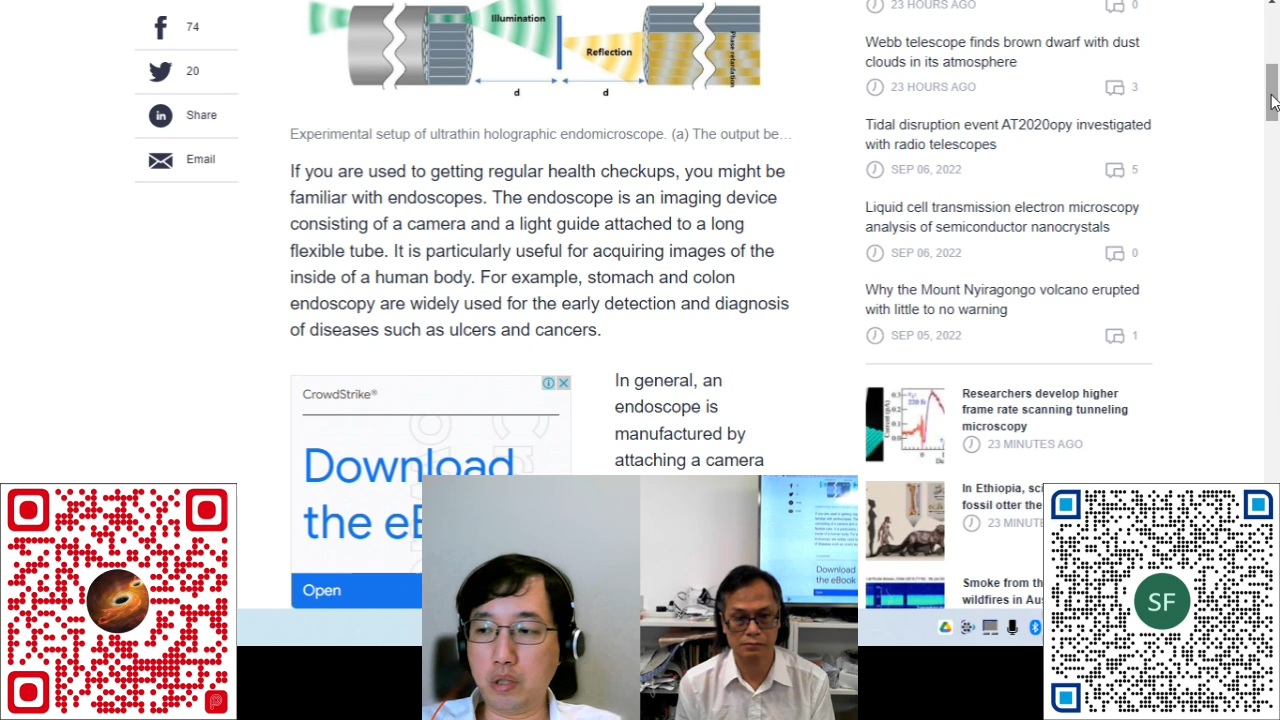 74
20
Share
Email
Illumination
Reflection
Phase retardation
d
d
Experimental setup of ultrathin holographic endomicroscope. (a) The output be…
If you are used to getting regular health checkups, you might be
familiar with endoscopes. The endoscope is an imaging device
consisting of a camera and a light guide attached to a long
flexible tube. It is particularly useful for acquiring images of the
inside of a human body. For example, stomach and colon
endoscopy are widely used for the early detection and diagnosis
of diseases such as ulcers and cancers.
CrowdStrike®
Download
the eB
Open
In general, an
endoscope is
manufactured by
attaching a camera
23 HOURS AGO
0
Webb telescope finds brown dwarf with dust
clouds in its atmosphere
23 HOURS AGO
3
Tidal disruption event AT2020opy investigated
with radio telescopes
SEP 06, 2022
5
Liquid cell transmission electron microscopy
analysis of semiconductor nanocrystals
SEP 06, 2022
0
Why the Mount Nyiragongo volcano erupted
with little to no warning
SEP 05, 2022
1
Researchers develop higher
frame rate scanning tunneling
microscopy
23 MINUTES AGO
In Ethiopia, sci
fossil otter the
23 MINUTE
Smoke from th
wildfires in Aus
Download
the eBook
SF